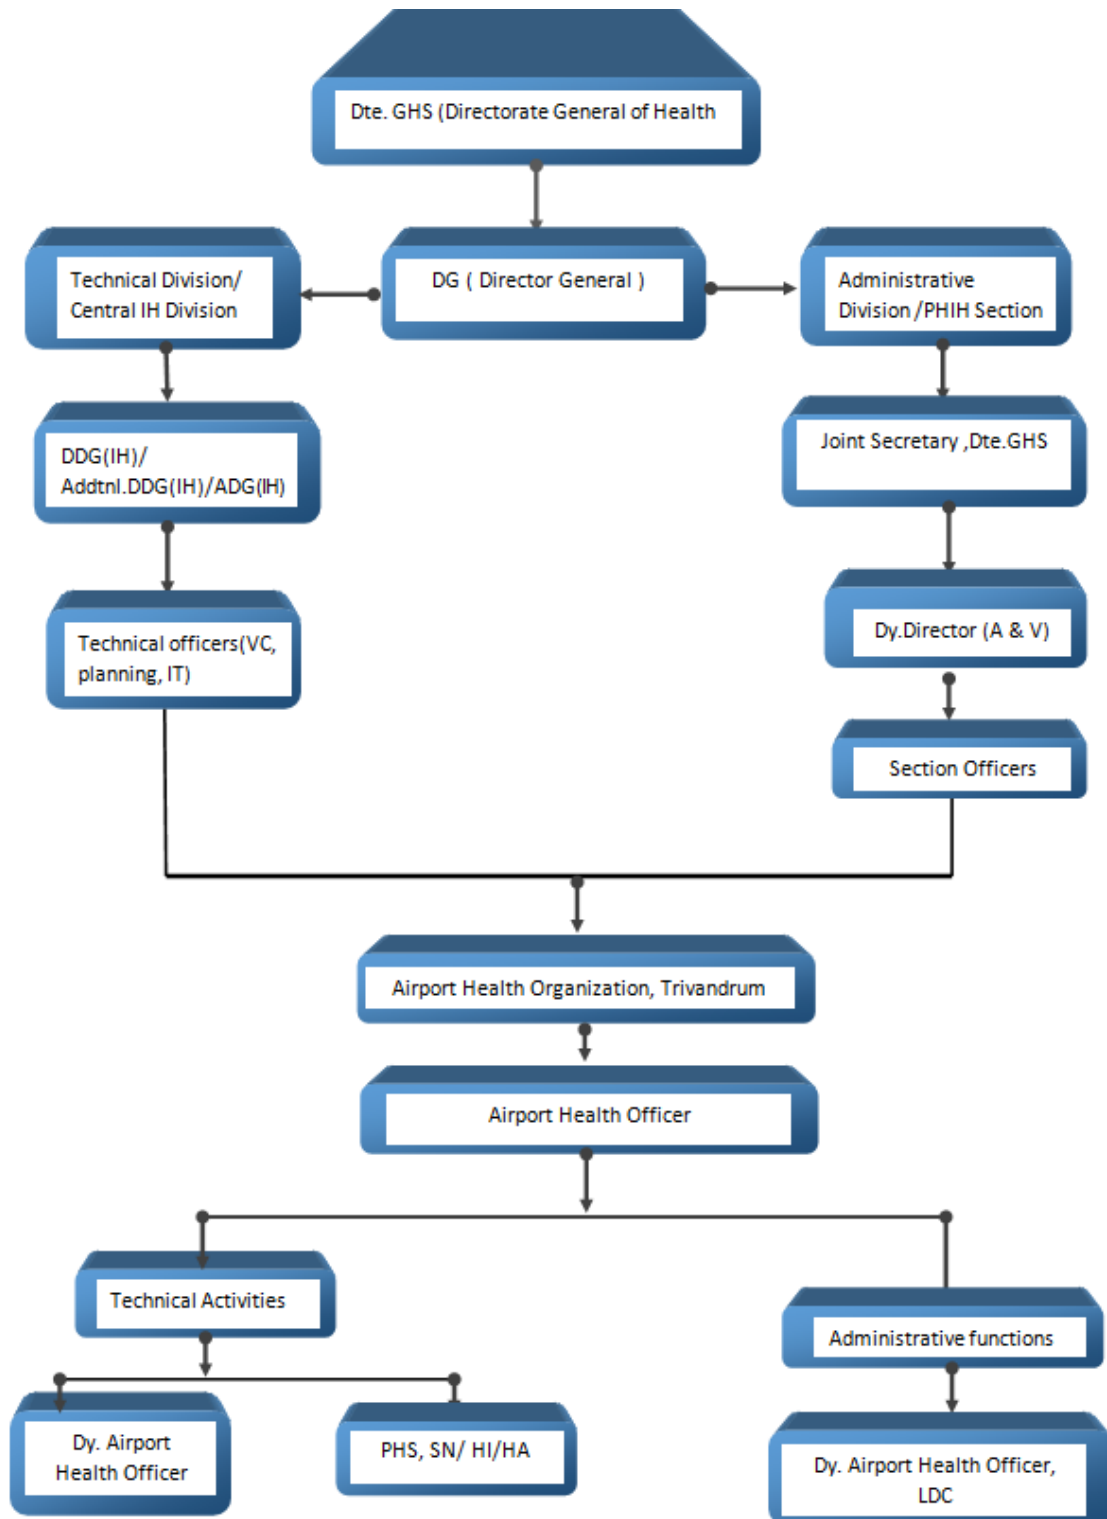 Dte. GHS (Directorate General of Health
DG ( Director General )
Technical Division/
Central IH Division
Administrative
Division /PHIH Section
DDG(IH)/
Addtnl.DDG(IH)/ADG(IH)
Joint Secretary ,Dte.GHS
Technical officers(VC,
planning, IT)
Dy.Director (A & V)
Section Officers
Airport Health Organization, Trivandrum
Airport Health Officer
Technical Activities
Administrative functions
Dy. Airport
Health Officer
PHS, SN/ HI/HA
Dy. Airport Health Officer,
LDC